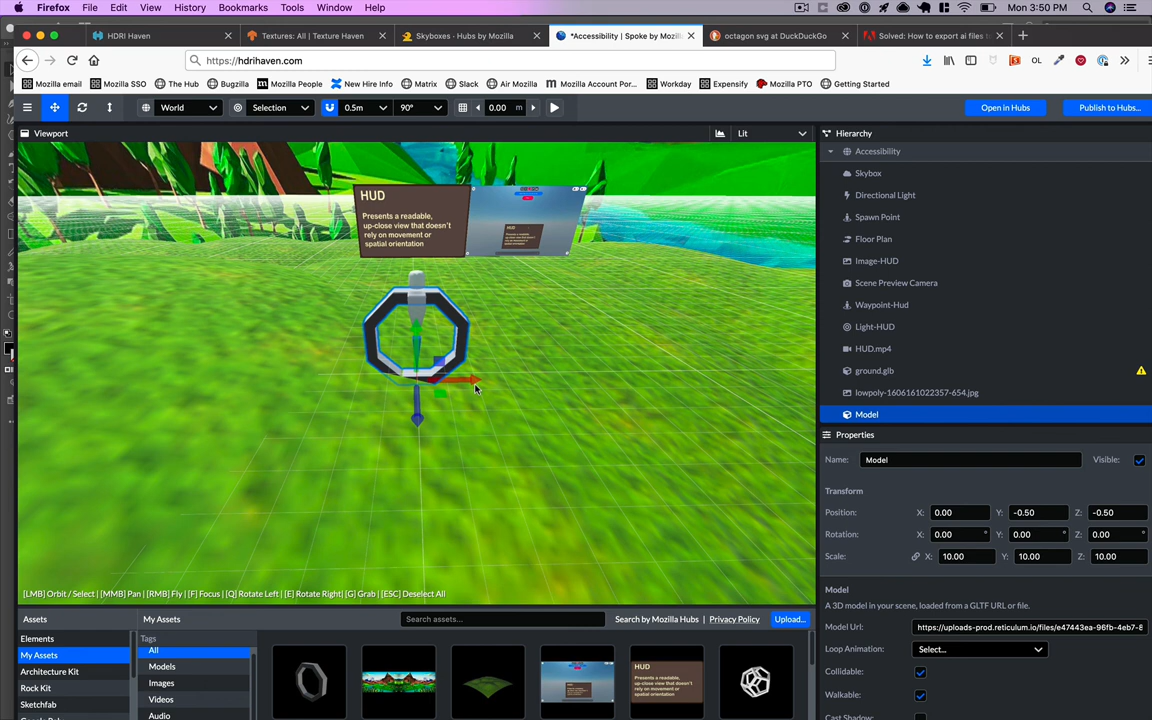 Firefox File Edit View History Bookmarks Tools Window Help Mon 3:50 PM
HDRI Haven Textures: All | Texture Haven Skyboxes - Hubs by Mozilla *Accessibility | Spoke by Mozilla octagon svg at DuckDuckGo Solved: How to export ai files
https://hdrihaven.com
OL
Mozilla email Mozilla SSO The Hub Bugzilla Mozilla People New Hire Info Matrix Slack Air Mozilla Mozilla Account Por... Workday Expensify Mozilla PTO Getting Started
World Selection 0.5m 90° 0.00 m Open in Hubs Publish to Hubs...
Viewport Lit
HUD
Presents a readable,
up-close view that doesn't
rely on movement or
spatial orientation
[LMB] Orbit / Select | [MMB] Pan | [RMB] Fly | [F] Focus | [Q] Rotate Left | [E] Rotate Right| [G] Grab | [ESC] Deselect All
Hierarchy
Accessibility
Skybox
Directional Light
Spawn Point
Floor Plan
Image-HUD
Scene Preview Camera
Waypoint-Hud
Light-HUD
HUD.mp4
ground.glb
lowpoly-1606161022357-654.jpg
Model
Properties
Name: Model Visible:
Transform
Position: X: 0.00 Y: -0.50 Z: -0.50
Rotation: X: 0.00 ° Y: 0.00 ° Z: 0.00 °
Scale: X: 10.00 Y: 10.00 Z: 10.00
Model
A 3D model in your scene, loaded from a GLTF URL or file.
Model Url: https://uploads-prod.reticulum.io/files/e47443ea-96fb-4eb7-8
Loop Animation: Select...
Collidable:
Walkable:
Cast Shadow:
Assets My Assets Search assets... Search by Mozilla Hubs | Privacy Policy Upload...
Elements
My Assets
Architecture Kit
Rock Kit
Sketchfab
Tags
All
Models
Images
Videos
Audio
HUD
Presents a readable,
up-close view that doesn't
rely on movement or
spatial orientation